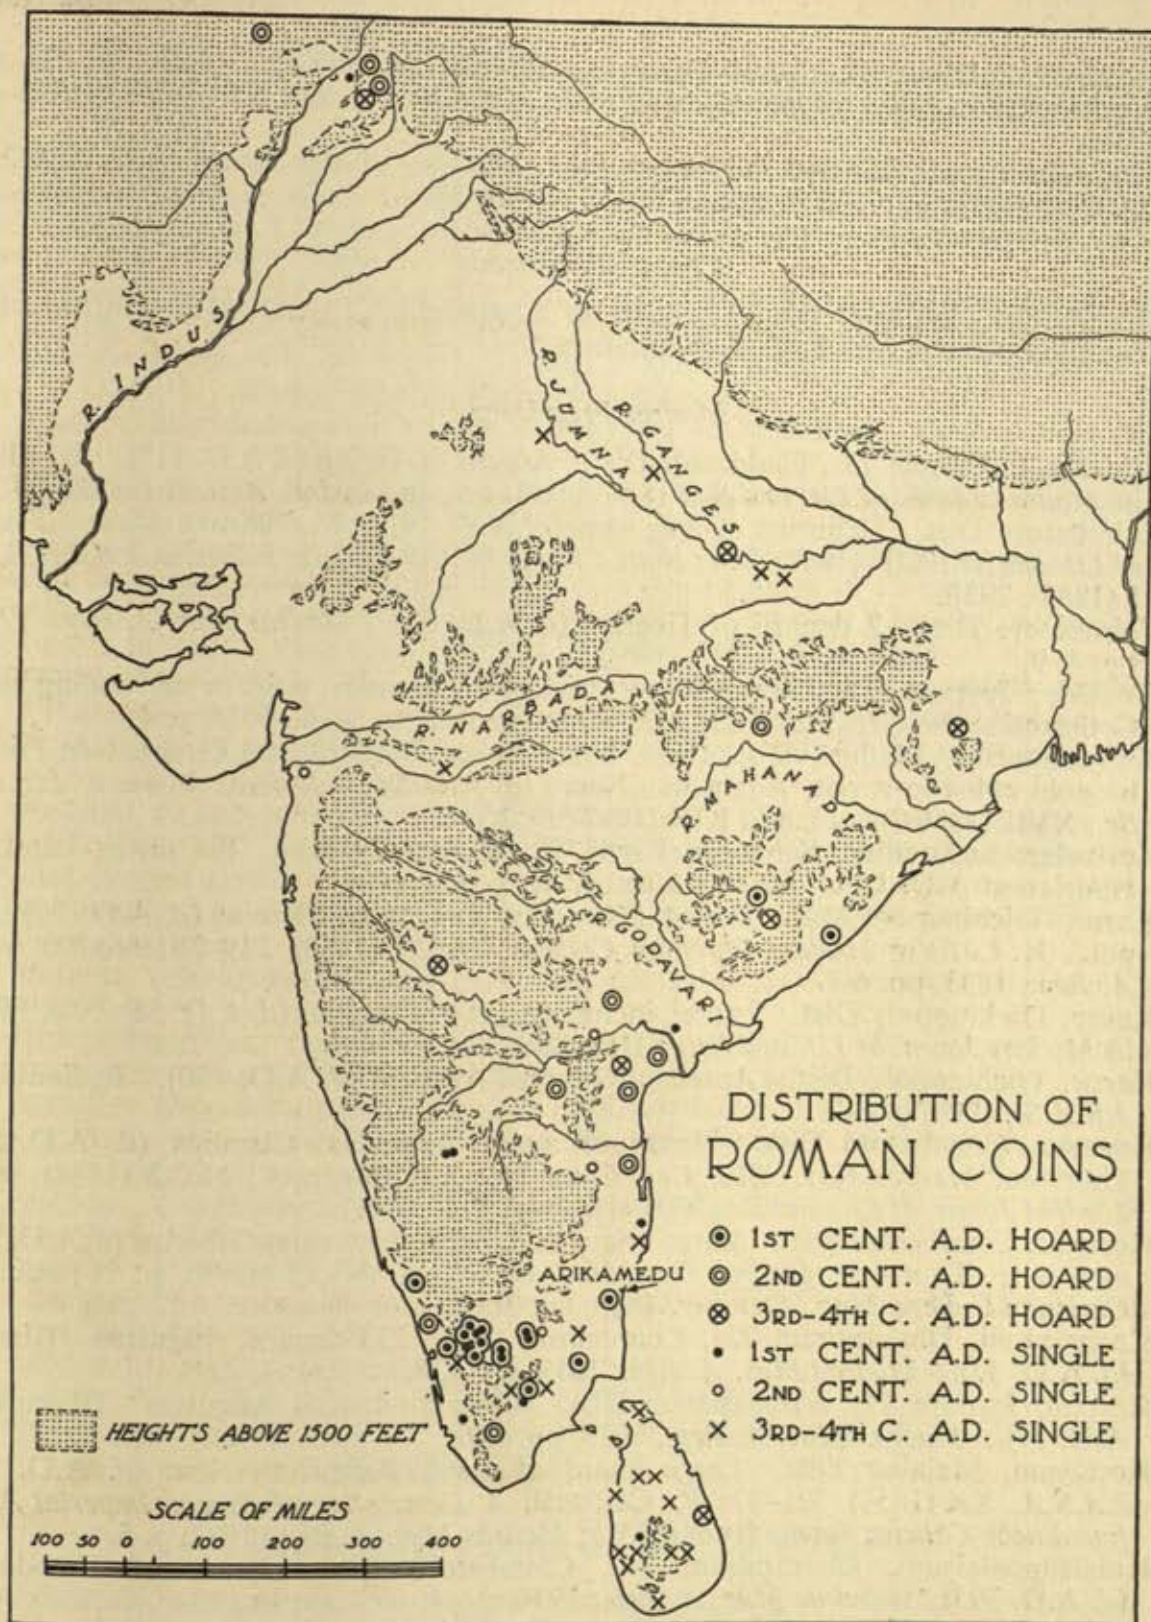 R. INDUS
R. JUMNA
R. GANGES
R. NARBADA
R. MAHANADI
R. GODAVARI
DISTRIBUTION OF
ROMAN COINS
1ST CENT. A.D. HOARD
2ND CENT. A.D. HOARD
3RD-4TH C. A.D. HOARD
1ST CENT. A.D. SINGLE
2ND CENT. A.D. SINGLE
3RD-4TH C. A.D. SINGLE
ARIKAMEDU
HEIGHTS ABOVE 1500 FEET
SCALE OF MILES
100 50 0 100 200 300 400